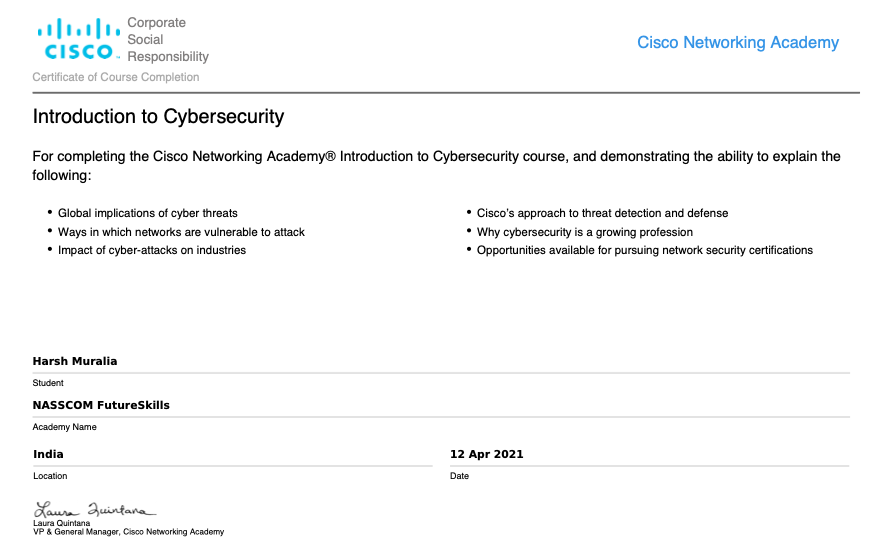 Corporate
Social
Responsibility
CISCO™
Cisco Networking Academy
Certificate of Course Completion
Introduction to Cybersecurity
For completing the Cisco Networking Academy® Introduction to Cybersecurity course, and demonstrating the ability to explain the
following:
• Global implications of cyber threats
• Ways in which networks are vulnerable to attack
• Impact of cyber-attacks on industries
• Cisco's approach to threat detection and defense
• Why cybersecurity is a growing profession
• Opportunities available for pursuing network security certifications
Harsh Muralia
Student
NASSCOM FutureSkills
Academy Name
India
Location
12 Apr 2021
Date
Laura Quintana
Laura Quintana
VP & General Manager, Cisco Networking Academy